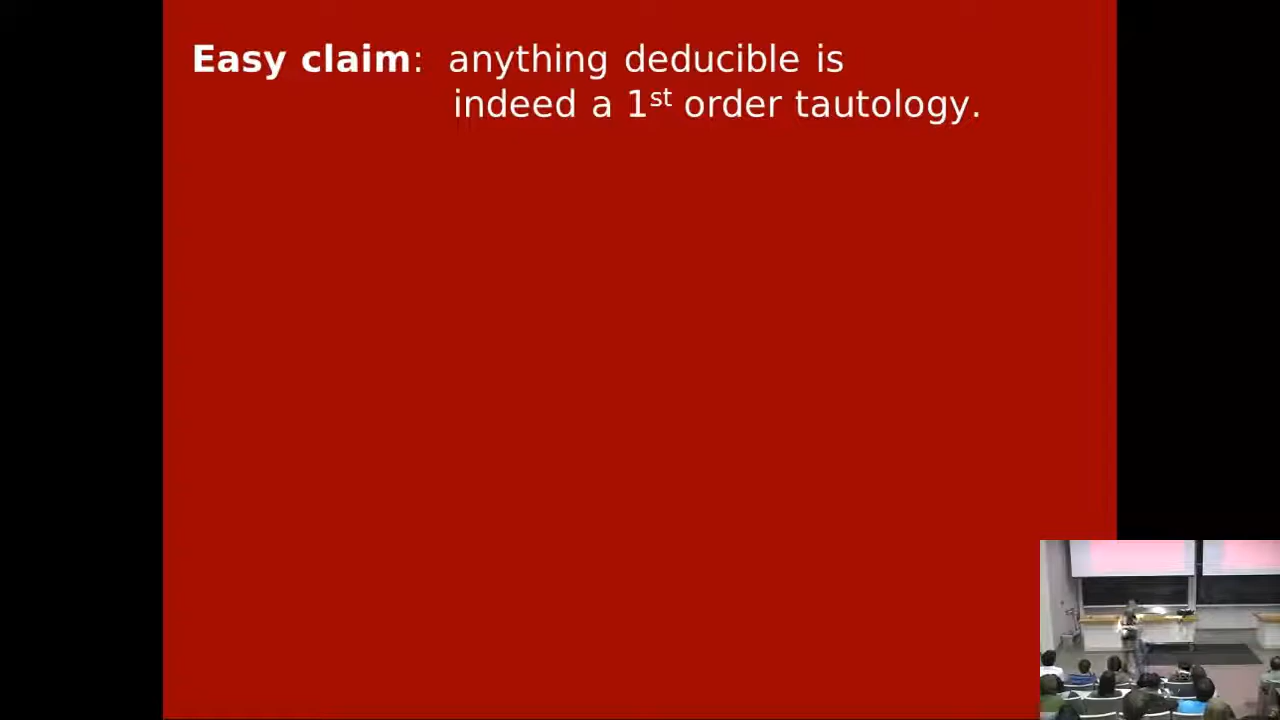 Easy claim: anything deducible is
indeed a 1st order tautology.